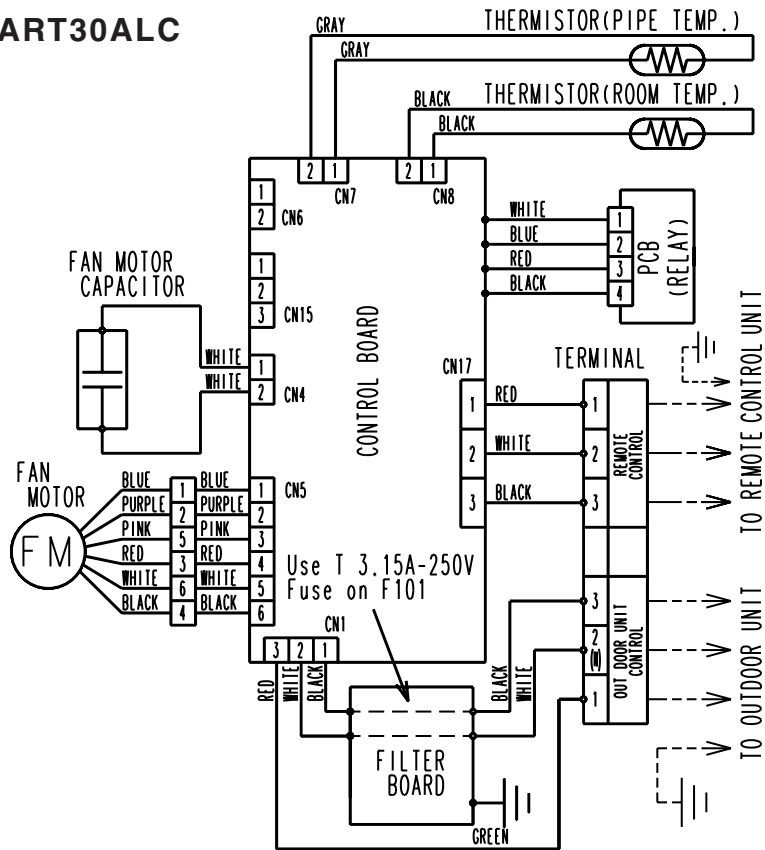 ART30ALC
GRAY
THERMISTOR(PIPE TEMP.)
GRAY
BLACK
THERMISTOR(ROOM TEMP.)
BLACK
2 1
CN7
2 1
CN8
1
2
CN6
WHITE
1
BLUE
2
RED
3
BLACK
4
PCB
(RELAY)
FAN MOTOR
CAPACITOR
1
2
3
CN15
WHITE
1
WHITE
2
CN4
CONTROL BOARD
CN17
TERMINAL
1
RED
1
2
WHITE
2
3
BLACK
3
REMOTE
CONTROL
TO REMOTE CONTROL UNIT
FAN
MOTOR
FM
BLUE 1 BLUE 1
CN5
PURPLE 2 PURPLE 2
PINK 5 PINK 3
RED 3 RED 4
WHITE 6 WHITE 5
BLACK 4 BLACK 6
Use T 3.15A-250V
Fuse on F101
CN1
3 2 1
RED
WHITE
BLACK
BLACK
WHITE
3
2
(N)
1
OUT DOOR UNIT
CONTROL
TO OUTDOOR UNIT
FILTER
BOARD
GREEN